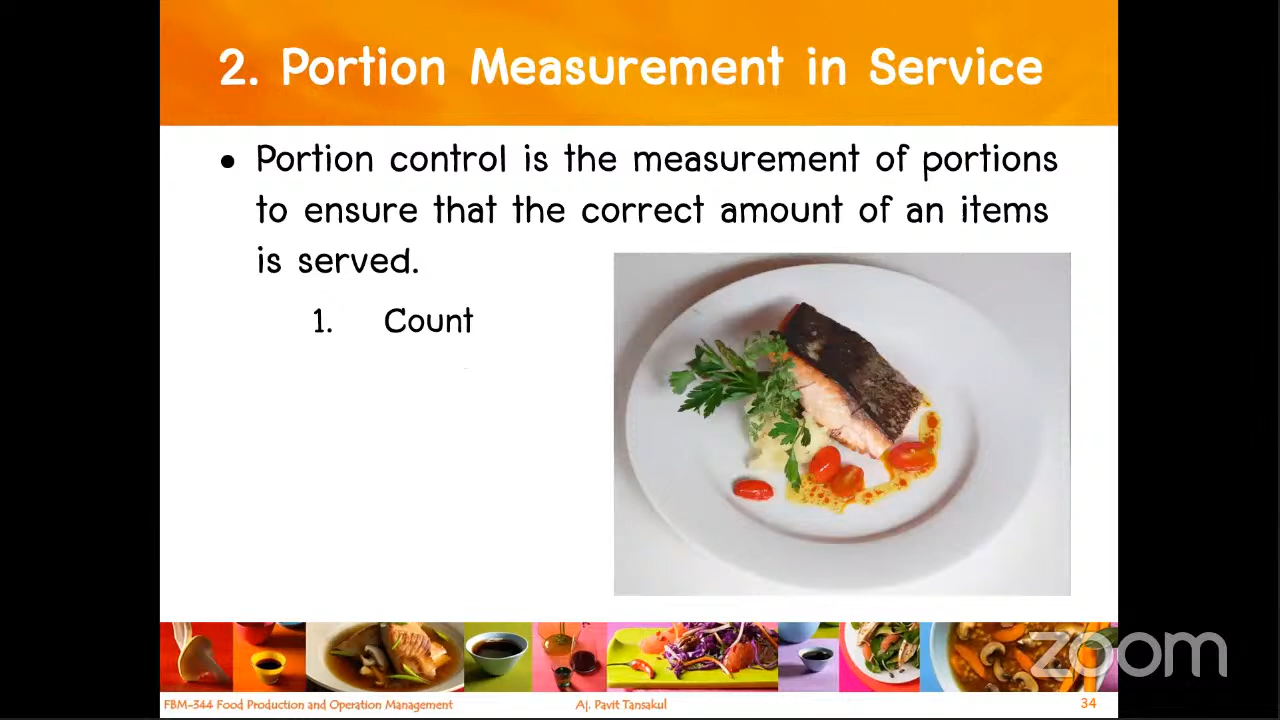 2. Portion Measurement in Service
• Portion control is the measurement of portions
to ensure that the correct amount of an items
is served.
1. Count
zoom
FBM-344 Food Production and Operation Management
Aj. Pavit Tansakul
34